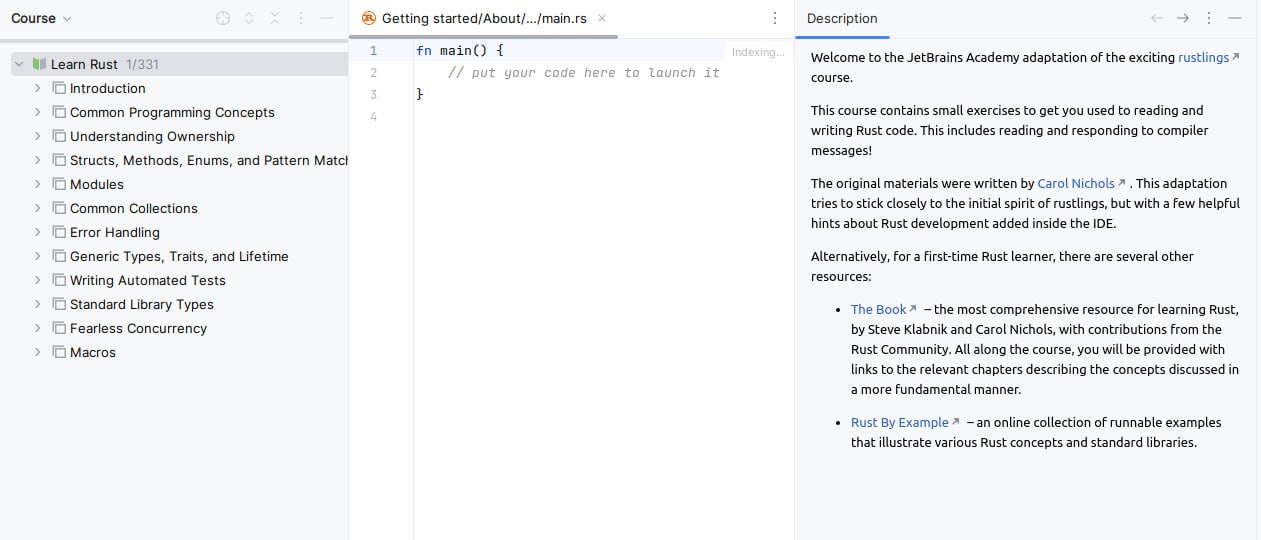 Course
Learn Rust 1/331
Introduction
Common Programming Concepts
Understanding Ownership
Structs, Methods, Enums, and Pattern Matc
Modules
Common Collections
Error Handling
Generic Types, Traits, and Lifetime
Writing Automated Tests
Standard Library Types
Fearless Concurrency
Macros
Getting started/About/.../main.rs
Indexing...
1 fn main() {
2 // put your code here to launch it
3 }
4
Description
Welcome to the JetBrains Academy adaptation of the exciting rustlings
course.
This course contains small exercises to get you used to reading and
writing Rust code. This includes reading and responding to compiler
messages!
The original materials were written by Carol Nichols . This adaptation
tries to stick closely to the initial spirit of rustlings, but with a few helpful
hints about Rust development added inside the IDE.
Alternatively, for a first-time Rust learner, there are several other
resources:
• The Book – the most comprehensive resource for learning Rust,
by Steve Klabnik and Carol Nichols, with contributions from the
Rust Community. All along the course, you will be provided with
links to the relevant chapters describing the concepts discussed in
a more fundamental manner.
• Rust By Example – an online collection of runnable examples
that illustrate various Rust concepts and standard libraries.